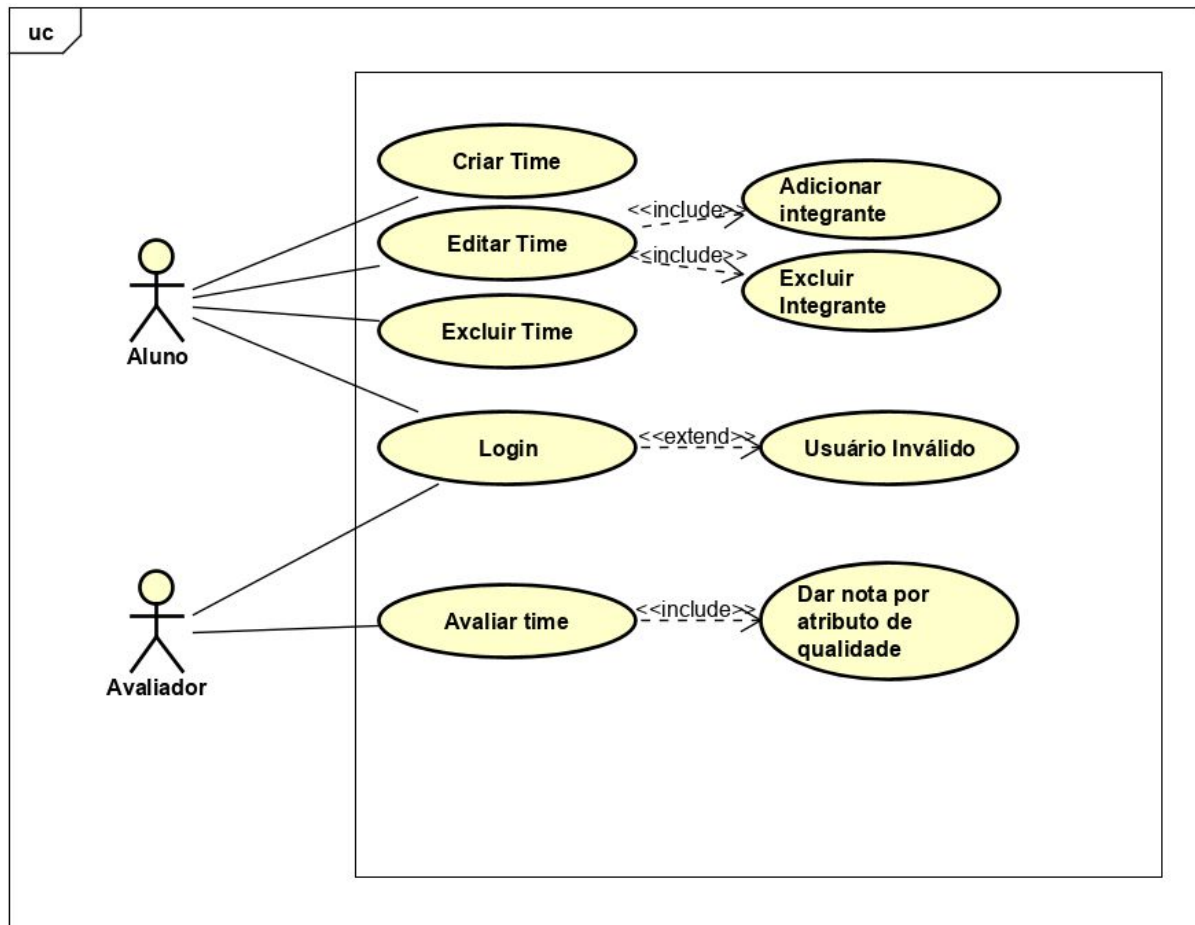 uc
Criar Time
Adicionar
integrante
<<include>>
Editar Time
<<include>>
Excluir
Integrante
Excluir Time
Aluno
Login
<<extend>>
Usuário Inválido
Avaliar time
<<include>>
Dar nota por
atributo de
qualidade
Avaliador